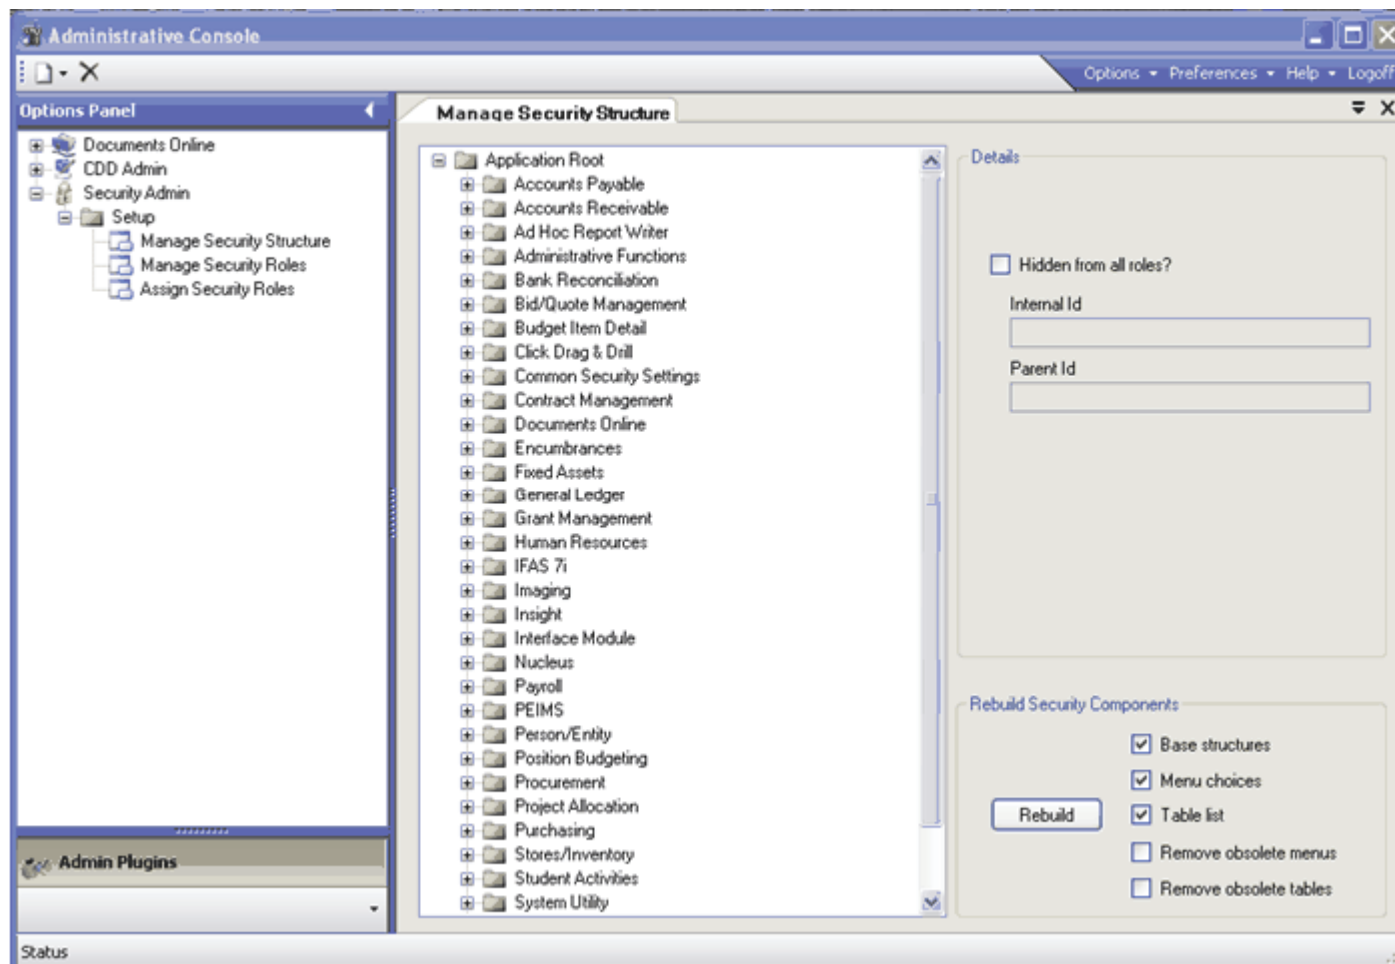 Administrative Console
Options Preferences Help Logoff
Options Panel
Documents Online
CDD Admin
Security Admin
Setup
Manage Security Structure
Manage Security Roles
Assign Security Roles
Admin Plugins
Manage Security Structure
Application Root
Accounts Payable
Accounts Receivable
Ad Hoc Report Writer
Administrative Functions
Bank Reconciliation
Bid/Quote Management
Budget Item Detail
Click Drag & Drill
Common Security Settings
Contract Management
Documents Online
Encumbrances
Fixed Assets
General Ledger
Grant Management
Human Resources
IFAS 7i
Imaging
Insight
Interface Module
Nucleus
Payroll
PEIMS
Person/Entity
Position Budgeting
Procurement
Project Allocation
Purchasing
Stores/Inventory
Student Activities
System Utility
Details
Hidden from all roles?
Internal Id
Parent Id
Rebuild Security Components
Base structures
Menu choices
Rebuild
Table list
Remove obsolete menus
Remove obsolete tables
Status